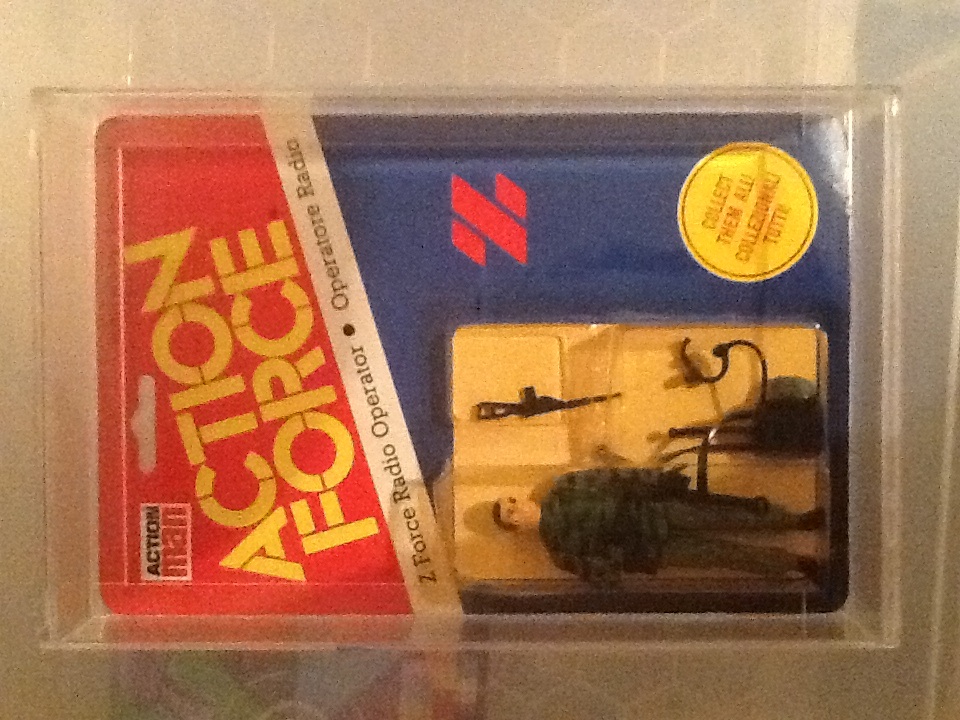 ACTION
man
ACTION
FORCE
Z Force Radio Operator • Operatore Radio
Z
COLLECT
THEM ALL!
COLLEZIONALI
TUTTI!